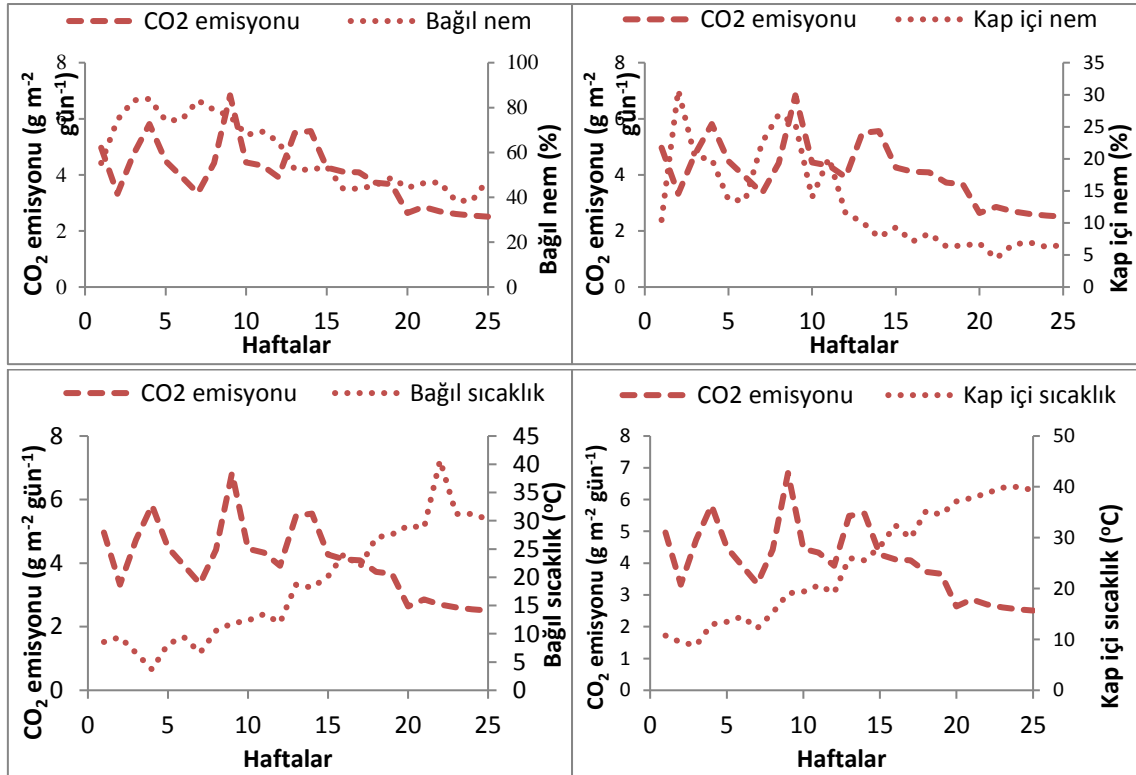 CO2 emisyonu Bağıl nem
CO₂ emisyonu (g m⁻² gün⁻¹)
8
6
4
2
0
100
80
60
40
20
0
Bağıl nem (%)
0 5 10 15 20 25
Haftalar
CO2 emisyonu Kap içi nem
CO₂ emisyonu (g m⁻² gün⁻¹)
8
6
4
2
0
35
30
25
20
15
10
5
0
Kap içi nem (%)
0 5 10 15 20 25
Haftalar
CO2 emisyonu Bağıl sıcaklık
CO₂ emisyonu (g m⁻² gün⁻¹)
8
6
4
2
0
45
40
35
30
25
20
15
10
5
0
Bağıl sıcaklık (ºC)
0 5 10 15 20 25
Haftalar
CO2 emisyonu Kap içi sıcaklık
CO₂ emisyonu (g m⁻² gün⁻¹)
8
7
6
5
4
3
2
1
0
50
40
30
20
10
0
Kap içi sıcaklık (ºC)
0 5 10 15 20 25
Haftalar